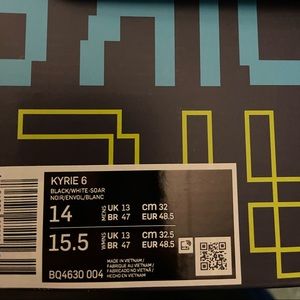 KYRIE 6
BLACK/WHITE-SOAR
NOIR/ENVOL/BLANC
14 MENS UK 13 cm 32
BR 47 EUR 48.5
15.5 WMNS UK 13 cm 32.5
BR 47 EUR 48.5
MADE IN VIETNAM /
FABRIQUÉ AU VIETNAM /
FABRICADO NO VIETNÃ /
HECHO EN VIETNAM
BQ4630 004